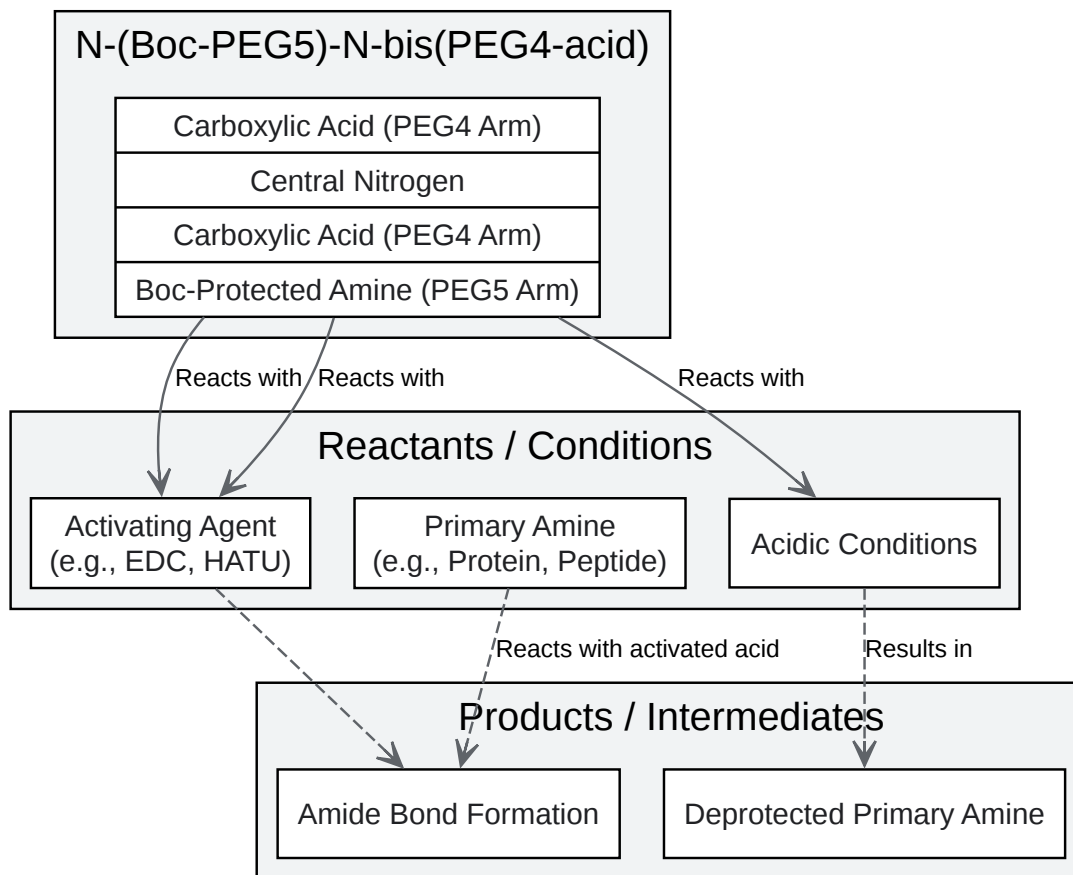 N-(Boc-PEG5)-N-bis(PEG4-acid)
Carboxylic Acid (PEG4 Arm)
Central Nitrogen
Carboxylic Acid (PEG4 Arm)
Boc-Protected Amine (PEG5 Arm)
Reacts with
Reacts with
Reacts with
Reactants / Conditions
Activating Agent
(e.g., EDC, HATU)
Primary Amine
(e.g., Protein, Peptide)
Acidic Conditions
Reacts with activated acid
Results in
Products / Intermediates
Amide Bond Formation
Deprotected Primary Amine